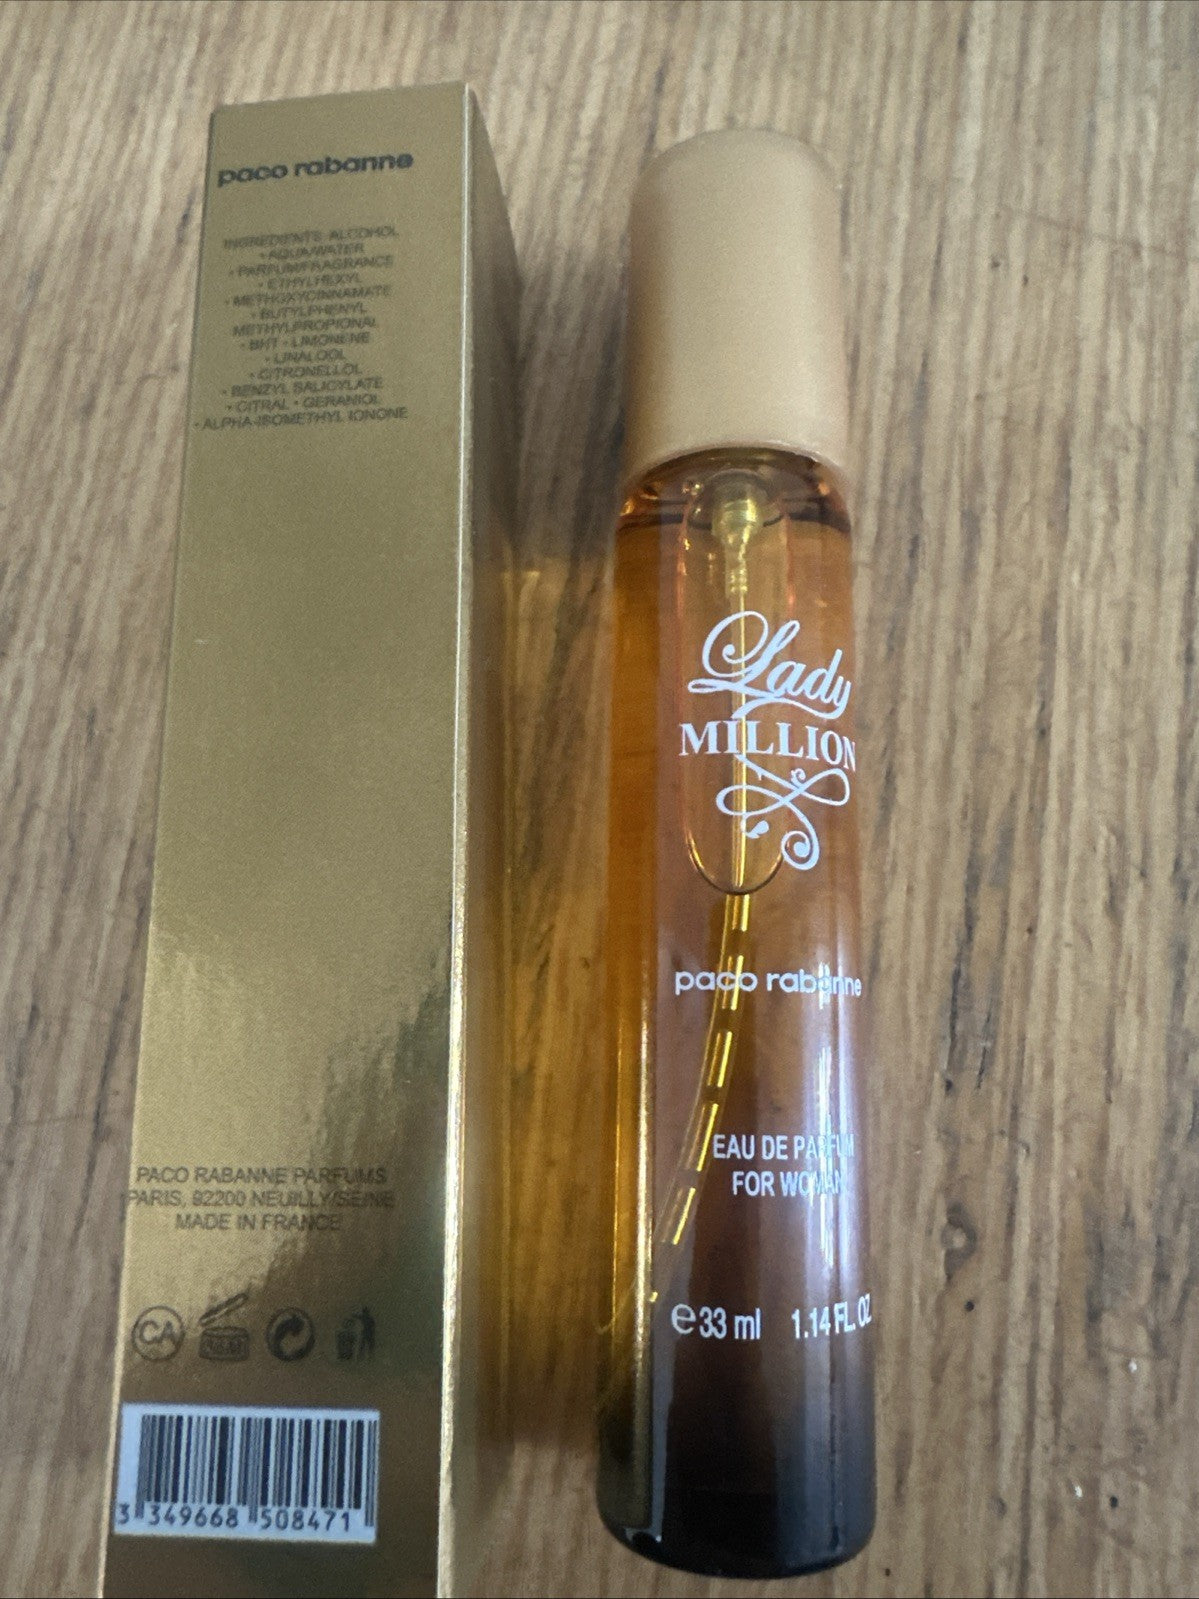 paco rabanne
INGREDIENTS: ALCOHOL
• AQUA/WATER
• PARFUM/FRAGRANCE
• ETHYLHEXYL
• METHOXYCINNAMATE
• BUTYLPHENYL
METHYLPROPIONAL
• BHT • LIMONENE
• LINALOOL
• CITRONELLOL
• BENZYL SALICYLATE
• CITRAL • GERANIOL
• ALPHA-ISOMETHYL IONONE
PACO RABANNE PARFUMS
PARIS, 92200 NEUILLY/SEINE
MADE IN FRANCE
CA
3 349668 508471
Lady
MILLION
paco rabanne
EAU DE PARFUM
FOR WOMAN
e 33 ml 1.14 FL. OZ